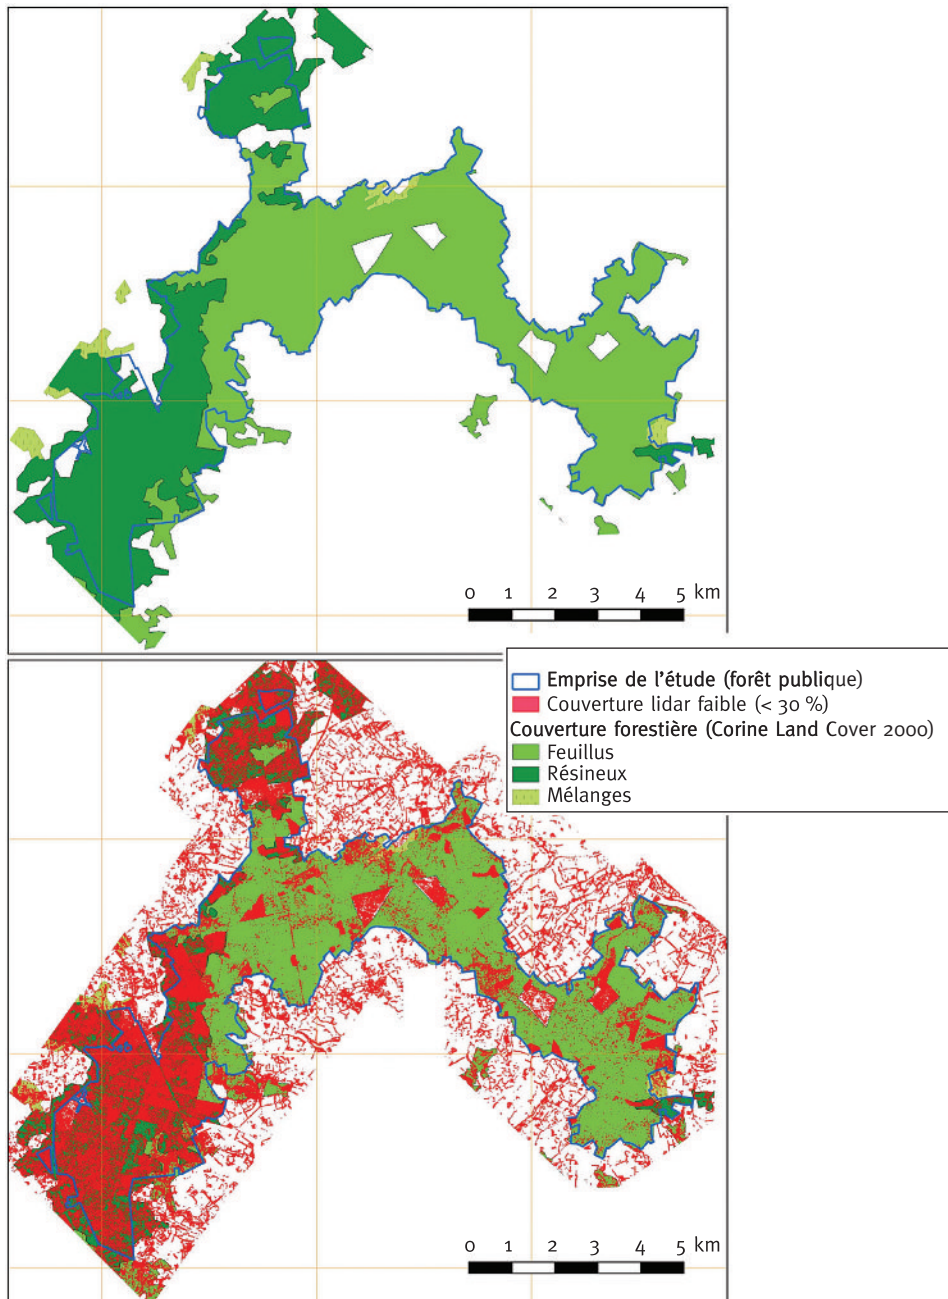 0 1 2 3 4 5 km
Emprise de l’étude (forêt publique)
Couverture lidar faible (< 30 %)
Couverture forestière (Corine Land Cover 2000)
Feuillus
Résineux
Mélanges
0 1 2 3 4 5 km